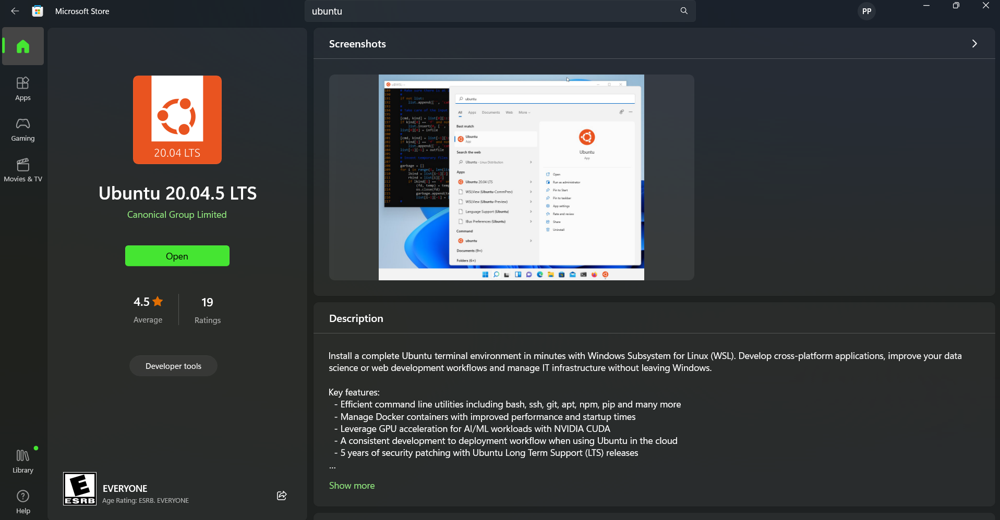 Microsoft Store
ubuntu
PP
Apps
Gaming
Movies & TV
Library
Help
20.04 LTS
Ubuntu 20.04.5 LTS
Canonical Group Limited
Open
4.5
Average
19
Ratings
Developer tools
E
ESRB
EVERYONE
Age Rating: ESRB. EVERYONE
Screenshots
ubuntu
All Apps Documents Web More
Best match
Ubuntu
App
Search the web
Ubuntu - Linux Distribution
Apps
Ubuntu 20.04 LTS
WSLView (Ubuntu-CommPrev)
WSLView (Ubuntu-Preview)
Language Support (Ubuntu)
IBus Preferences (Ubuntu)
Command
ubuntu
Documents (9+)
Folders (6+)
Ubuntu
App
Open
Run as administrator
Pin to Start
Pin to taskbar
App settings
Rate and review
Share
Uninstall
Description
Install a complete Ubuntu terminal environment in minutes with Windows Subsystem for Linux (WSL). Develop cross-platform applications, improve your data
science or web development workflows and manage IT infrastructure without leaving Windows.
Key features:
- Efficient command line utilities including bash, ssh, git, apt, npm, pip and many more
- Manage Docker containers with improved performance and startup times
- Leverage GPU acceleration for AI/ML workloads with NVIDIA CUDA
- A consistent development to deployment workflow when using Ubuntu in the cloud
- 5 years of security patching with Ubuntu Long Term Support (LTS) releases
...
Show more